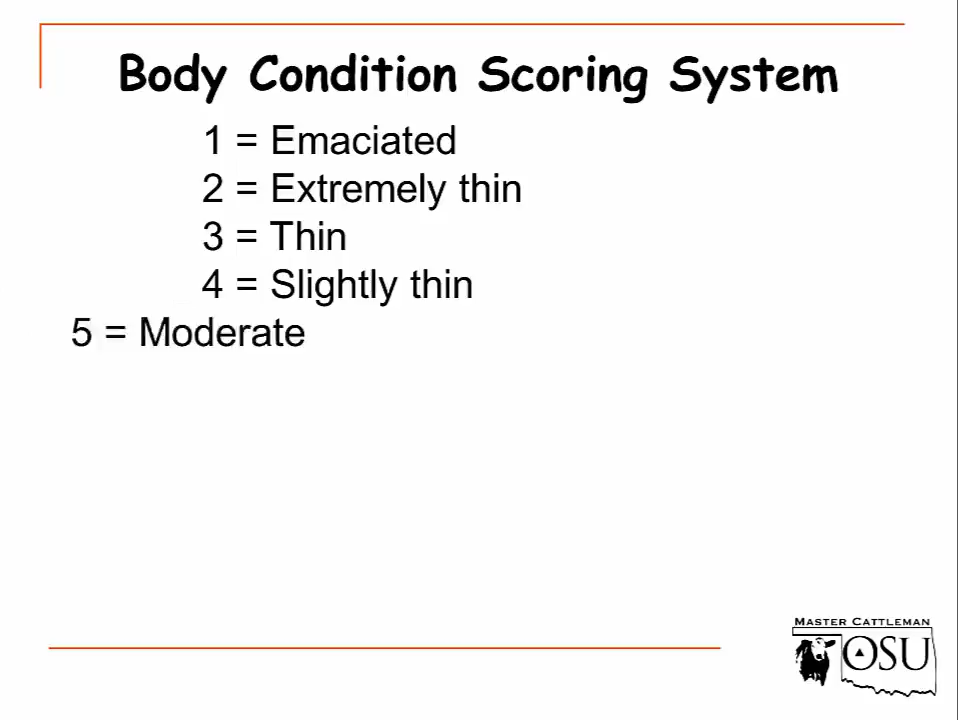 Body Condition Scoring System
1 = Emaciated
2 = Extremely thin
3 = Thin
4 = Slightly thin
5 = Moderate
MASTER CATTLEMAN
OSU